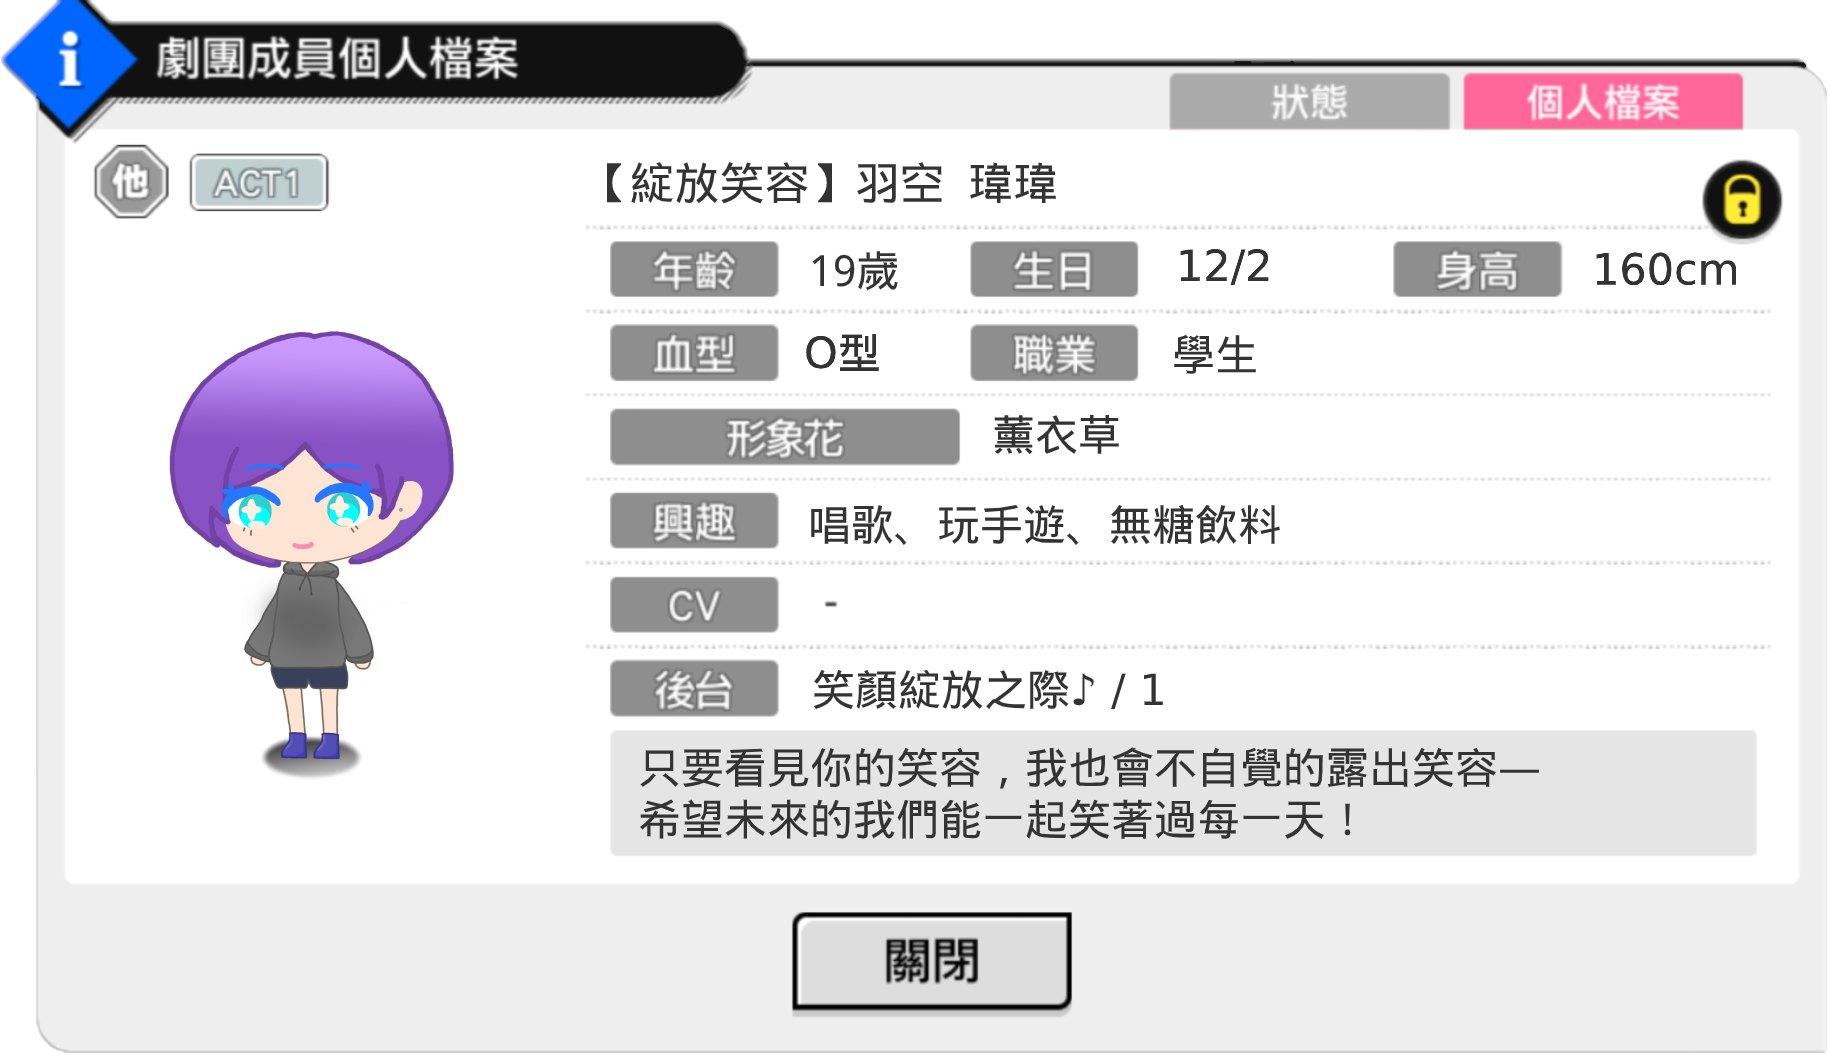 劇團成員個人檔案
狀態 個人檔案
他 ACT1
【綻放笑容】羽空 瑋瑋
年齡 19歲 生日 12/2 身高 160cm
血型 O型 職業 學生
形象花 薰衣草
興趣 唱歌、玩手遊、無糖飲料
CV -
後台 笑顏綻放之際♪ / 1
只要看見你的笑容，我也會不自覺的露出笑容—
希望未來的我們能一起笑著過每一天！
關閉